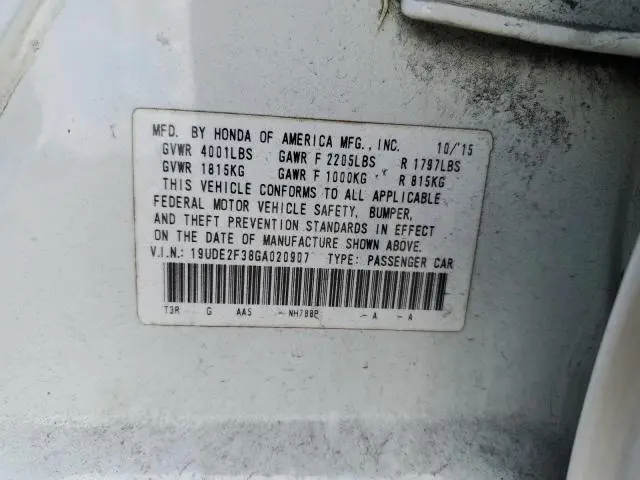 MFD. BY HONDA OF AMERICA MFG., INC. 10/'15
GVWR 4001LBS GAWR F 2205LBS R 1797LBS
GVWR 1815KG GAWR F 1000KG R 815KG
THIS VEHICLE CONFORMS TO ALL APPLICABLE
FEDERAL MOTOR VEHICLE SAFETY, BUMPER,
AND THEFT PREVENTION STANDARDS IN EFFECT
ON THE DATE OF MANUFACTURE SHOWN ABOVE.
V.I.N.: 19UDE2F38GA020907 TYPE: PASSENGER CAR
T3R G AA5 - NH788P - A - A